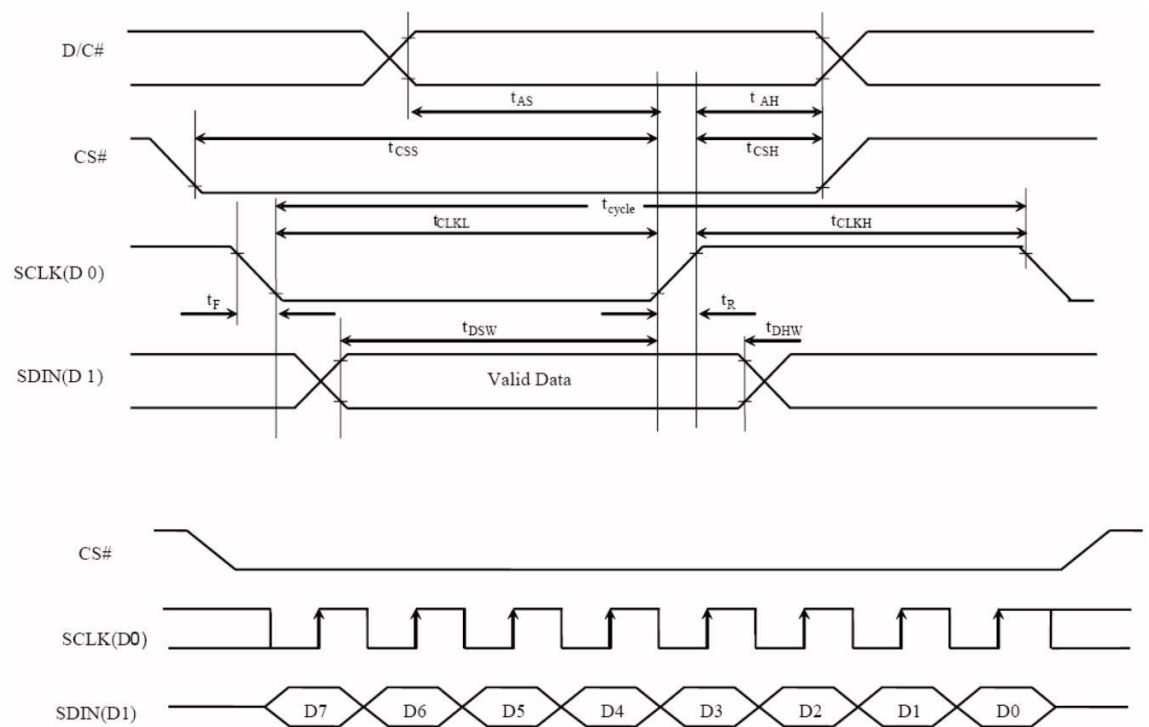 D/C#
tAS
tAH
tCSS
tCSH
CS#
tcycle
tCLKL
tCLKH
SCLK(D 0)
tF
tR
tDSW
tDHW
SDIN(D 1)
Valid Data
CS#
SCLK(D0)
SDIN(D1)
D7 D6 D5 D4 D3 D2 D1 D0